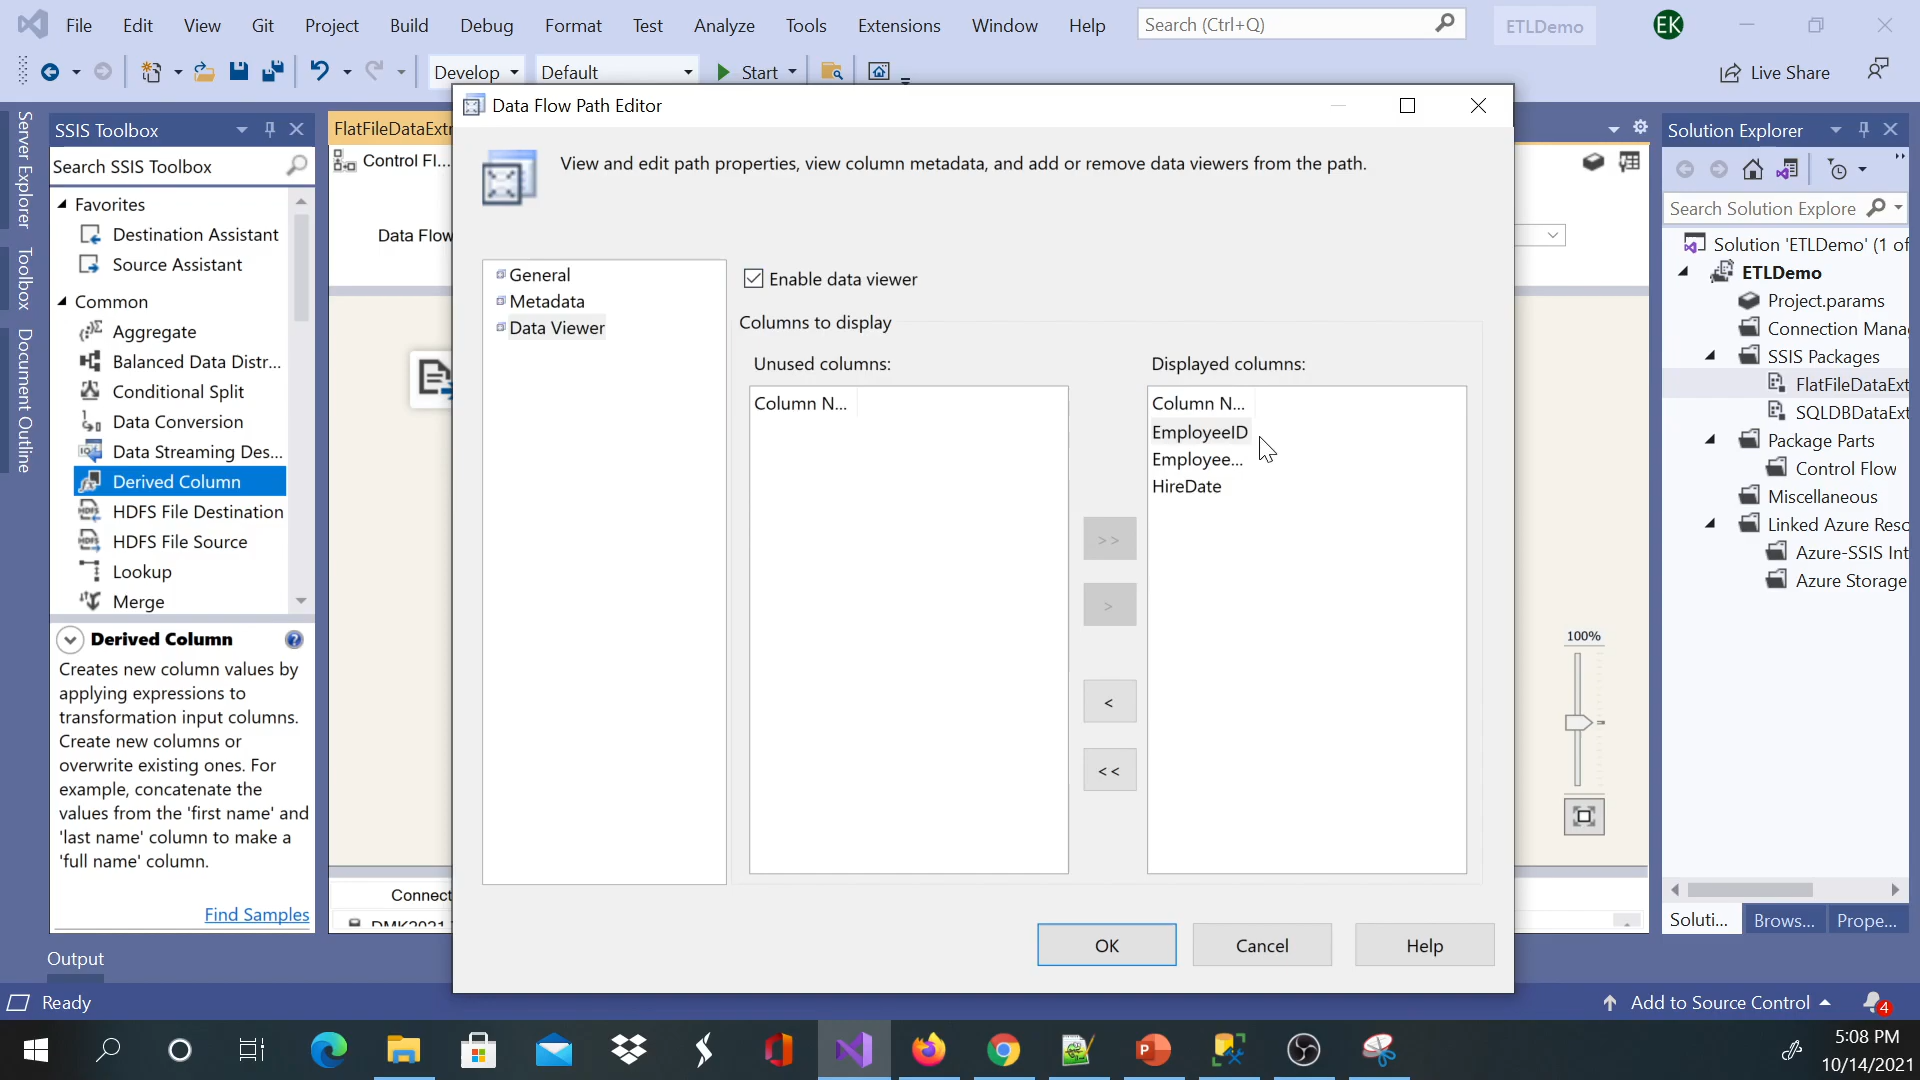 File Edit View Git Project Build Debug Format Test Analyze Tools Extensions Window Help Search (Ctrl+Q) ETLDemo EK
Develop Default Start Live Share
Server Explorer
Toolbox
Document Outline
SSIS Toolbox
Search SSIS Toolbox
Favorites
Destination Assistant
Source Assistant
Common
Aggregate
Balanced Data Distr...
Conditional Split
Data Conversion
Data Streaming Des...
Derived Column
HDFS File Destination
HDFS File Source
Lookup
Merge
Derived Column
Creates new column values by
applying expressions to
transformation input columns.
Create new columns or
overwrite existing ones. For
example, concatenate the
values from the 'first name' and
'last name' column to make a
'full name' column.
Find Samples
FlatFileDataExtr
Control Fl...
Data Flow
Connect
Data Flow Path Editor
View and edit path properties, view column metadata, and add or remove data viewers from the path.
General
Metadata
Data Viewer
Enable data viewer
Columns to display
Unused columns:
Column N...
>>
>
<
<<
Displayed columns:
Column N...
EmployeeID
Employee...
HireDate
OK Cancel Help
100%
Solution Explorer
Search Solution Explore
Solution 'ETLDemo' (1 of
ETLDemo
Project.params
Connection Mana
SSIS Packages
FlatFileDataExt
SQLDBDataExt
Package Parts
Control Flow
Miscellaneous
Linked Azure Reso
Azure-SSIS Int
Azure Storage
Soluti... Brows... Prope...
Output
Ready Add to Source Control 4
5:08 PM
10/14/2021